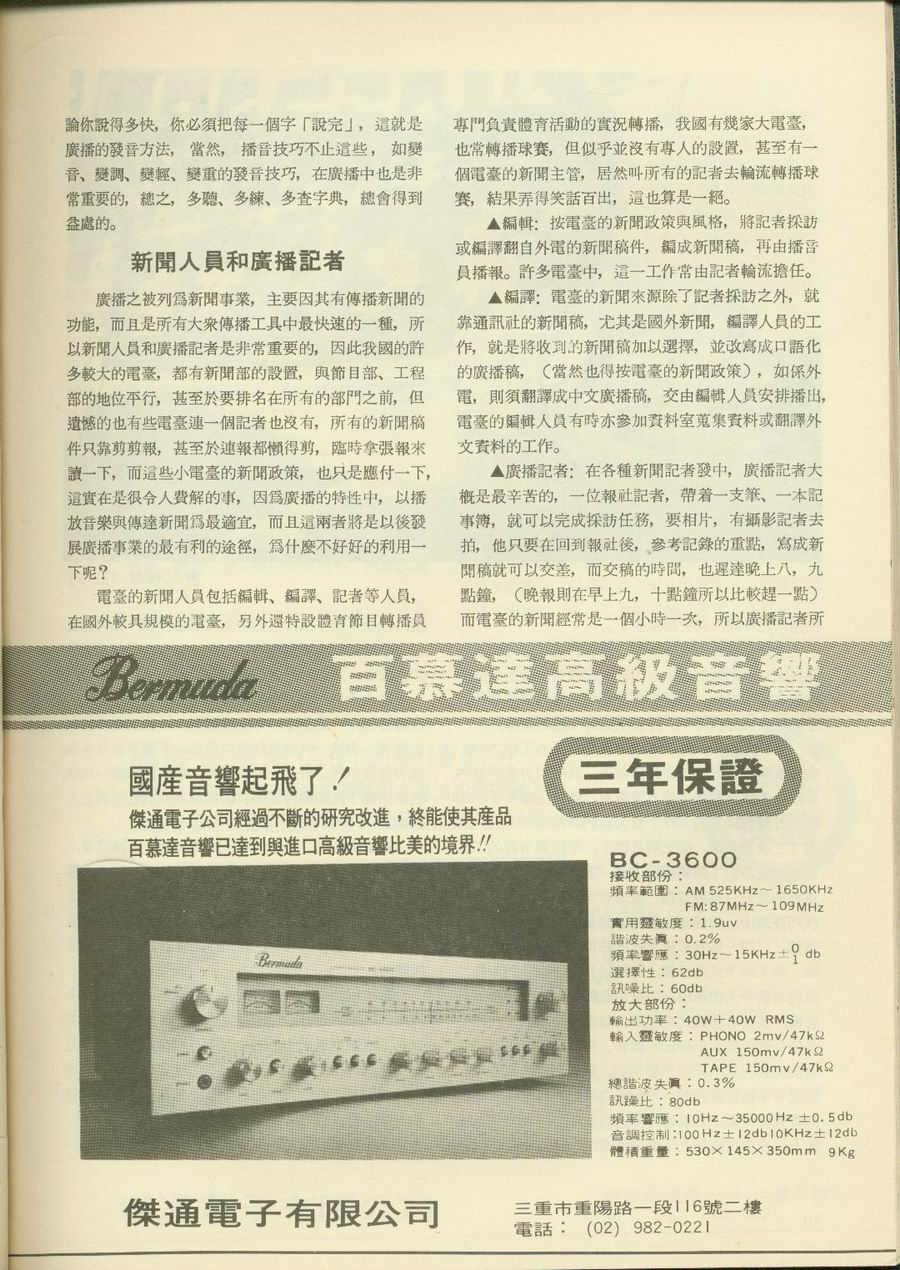 論你說得多快，你必須把每一個字「說完」，這就是
廣播的發音方法，當然，播音技巧不止這些，如變
音、變調、變輕、變重的發音技巧，在廣播中也是非
常重要的，總之，多聽、多練、多查字典，總會得到
益處的。
新聞人員和廣播記者
廣播之被列爲新聞事業，主要因其有傳播新聞的
功能，而且是所有大衆傳播工具中最快速的一種，所
以新聞人員和廣播記者是非常重要的，因此我國的許
多較大的電臺，都有新聞部的設置，與節目部、工程
部的地位平行，甚至於要排名在所有的部門之前，但
遺憾的也有些電臺連一個記者也沒有，所有的新聞稿
件只靠剪剪報，甚至於連報都懶得剪，臨時拿張報來
讀一下，而這些小電臺的新聞政策，也只是應付一下，
這實在是很令人費解的事，因爲廣播的特性中，以播
放音樂與傳達新聞爲最適宜，而且這兩者將是以後發
展廣播事業的最有利的途徑，爲什麼不好好的利用一
下呢？
電臺的新聞人員包括編輯、編譯、記者等人員，
在國外較具規模的電臺，另外還特設體育節目轉播員
專門負責體育活動的實況轉播，我國有幾家大電臺，
也常轉播球賽，但似乎並沒有專人的設置，甚至有一
個電臺的新聞主管，居然叫所有的記者去輪流轉播球
賽，結果弄得笑話百出，這也算是一絕。
▲編輯：按電臺的新聞政策與風格，將記者採訪
或編譯翻自外電的新聞稿件，編成新聞稿，再由播音
員播報。許多電臺中，這一工作常由記者輪流擔任。
▲編譯：電臺的新聞來源除了記者採訪之外，就
靠通訊社的新聞稿，尤其是國外新聞，編譯人員的工
作，就是將收到的新聞稿加以選擇，並改寫成口語化
的廣播稿，（當然也得按電臺的新聞政策），如係外
電，則須翻譯成中文廣播稿，交由編輯人員安排播出，
電臺的編輯人員有時亦參加資料室蒐集資料或翻譯外
文資料的工作。
▲廣播記者：在各種新聞記者發中，廣播記者大
概是最辛苦的，一位報社記者，帶着一支筆、一本記
事簿，就可以完成採訪任務，要相片，有攝影記者去
拍，他只要在回到報社後，參考記錄的重點，寫成新
聞稿就可以交差，而交稿的時間，也遲達晚上八，九
點鐘，（晚報則在早上九，十點鐘所以比較趕一點）
而電臺的新聞經常是一個小時一次，所以廣播記者所
Bermuda 百慕達高級音響
國産音響起飛了！
傑通電子公司經過不斷的研究改進，終能使其産品
百慕達音響已達到與進口高級音響比美的境界!!
三年保證
Bermuda
BC-3600
接收部份：
頻率範圍：AM 525KHz～1650KHz
FM：87MHz～109MHz
實用靈敏度：1.9uv
諧波失眞：0.2%
頻率響應：30Hz～15KHz±0 1 db
選擇性：62db
訊噪比：60db
放大部份：
輸出功率：40W＋40W RMS
輸入靈敏度：PHONO 2mv/47kΩ
AUX 150mv/47kΩ
TAPE 150mv/47kΩ
總諧波失眞：0.3%
訊躁比：80db
頻率響應：10Hz～35000Hz ±0.5db
音調控制：100Hz±12db10KHz±12db
體積重量：530×145×350mm 9Kg
傑通電子有限公司
三重市重陽路一段116號二樓
電話： (02) 982-0221